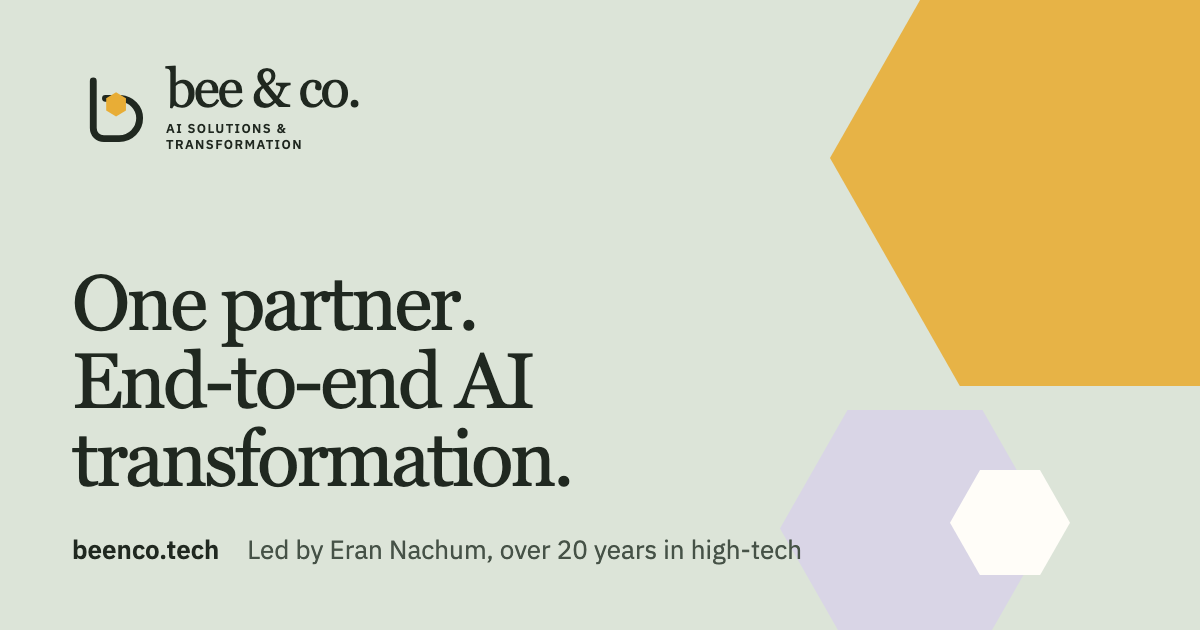 bee & co.
AI SOLUTIONS &
TRANSFORMATION
One partner.
End-to-end AI
transformation.
beenco.tech Led by Eran Nachum, over 20 years in high-tech